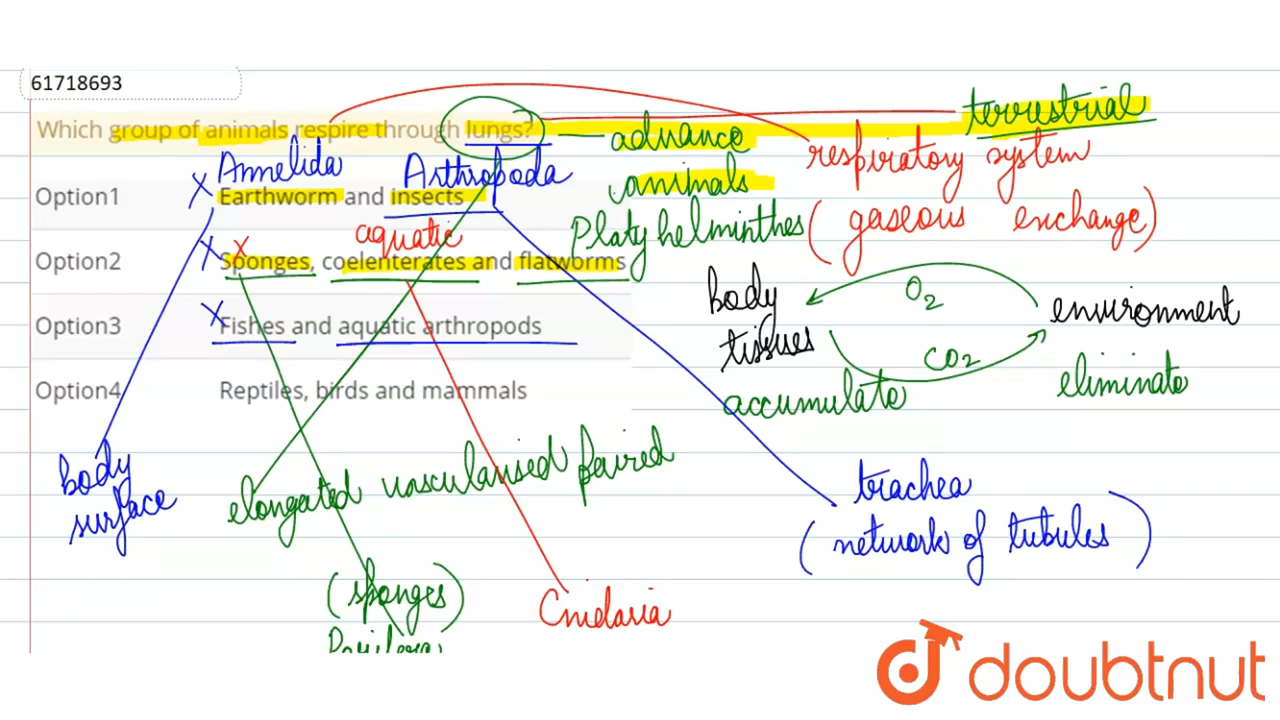 61718693
Which group of animals respire through lungs?
terrestrial
advance
animals
respiratory system
(gaseous exchange)
Annelida
Arthropoda
Option1 Earthworm and insects
aquatic
Platyhelminthes
Option2 Sponges, coelenterates and flatworms
Option3 Fishes and aquatic arthropods
Option4 Reptiles, birds and mammals
body
tissues
O2
environment
CO2
accumulate
eliminate
body
surface
elongated vascularised paired
trachea
(network of tubules)
(sponges)
Cnidaria
doubtnut